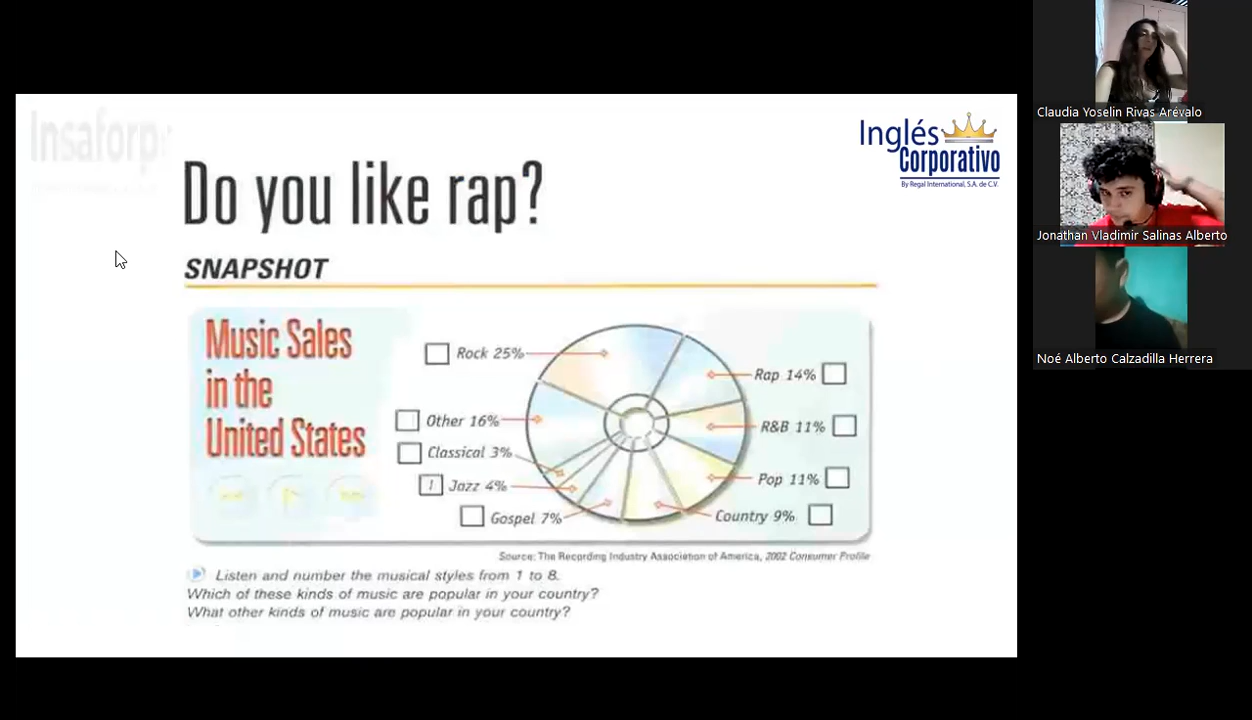 Insaforp
Inglés
Corporativo
By Regal International, S.A. de C.V.
Do you like rap?
SNAPSHOT
Music Sales
in the
United States
Rock 25%
Other 16%
Classical 3%
1 Jazz 4%
Gospel 7%
Rap 14%
R&B 11%
Pop 11%
Country 9%
Source: The Recording Industry Association of America, 2002 Consumer Profile
Listen and number the musical styles from 1 to 8.
Which of these kinds of music are popular in your country?
What other kinds of music are popular in your country?
Claudia Yoselin Rivas Arévalo
Jonathan Vladimir Salinas Alberto
Noé Alberto Calzadilla Herrera